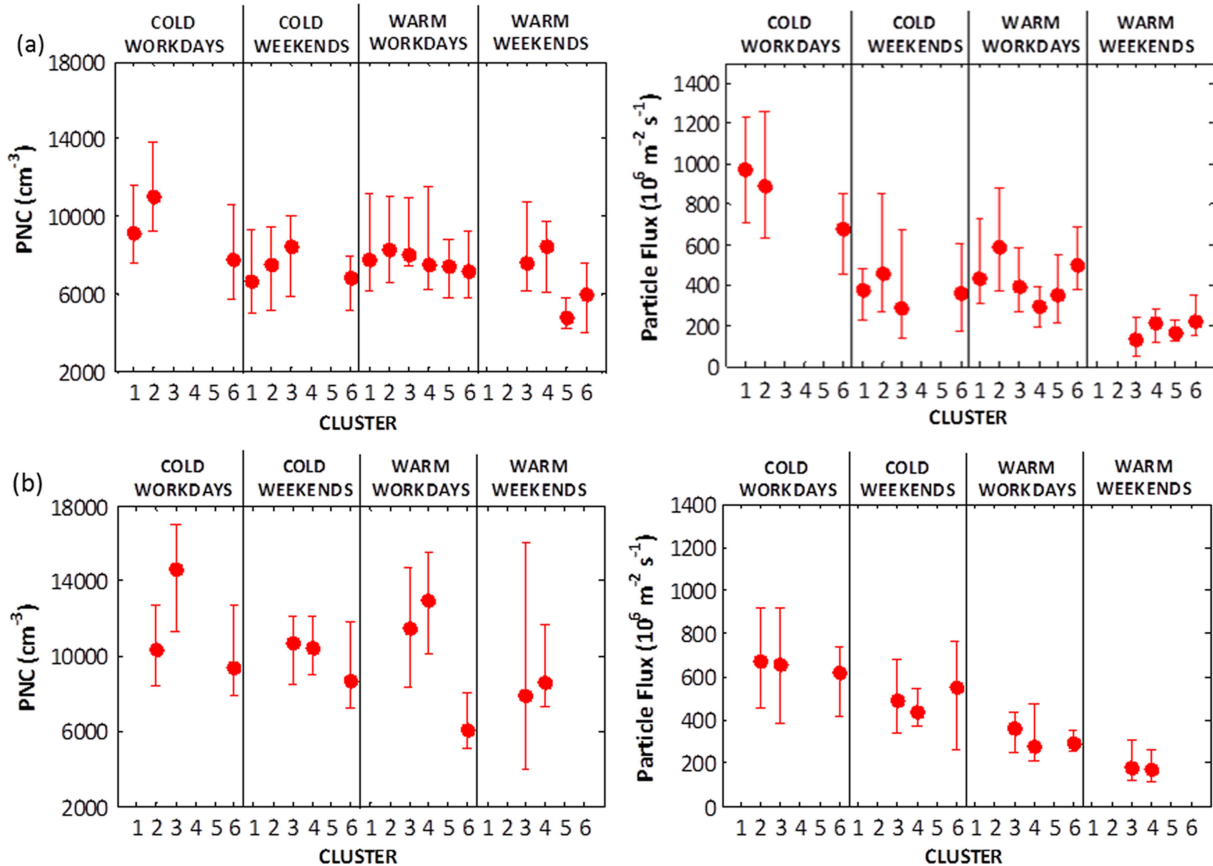 (a)
COLD WORKDAYS COLD WEEKENDS WARM WORKDAYS WARM WEEKENDS
PNC (cm⁻³)
18000
14000
10000
6000
2000
1 2 3 4 5 6 1 2 3 4 5 6 1 2 3 4 5 6 1 2 3 4 5 6
CLUSTER
COLD WORKDAYS COLD WEEKENDS WARM WORKDAYS WARM WEEKENDS
Particle Flux (10⁶ m⁻² s⁻¹)
1400
1200
1000
800
600
400
200
0
1 2 3 4 5 6 1 2 3 4 5 6 1 2 3 4 5 6 1 2 3 4 5 6
CLUSTER
(b)
COLD WORKDAYS COLD WEEKENDS WARM WORKDAYS WARM WEEKENDS
PNC (cm⁻³)
18000
14000
10000
6000
2000
1 2 3 4 5 6 1 2 3 4 5 6 1 2 3 4 5 6 1 2 3 4 5 6
CLUSTER
COLD WORKDAYS COLD WEEKENDS WARM WORKDAYS WARM WEEKENDS
Particle Flux (10⁶ m⁻² s⁻¹)
1400
1200
1000
800
600
400
200
0
1 2 3 4 5 6 1 2 3 4 5 6 1 2 3 4 5 6 1 2 3 4 5 6
CLUSTER